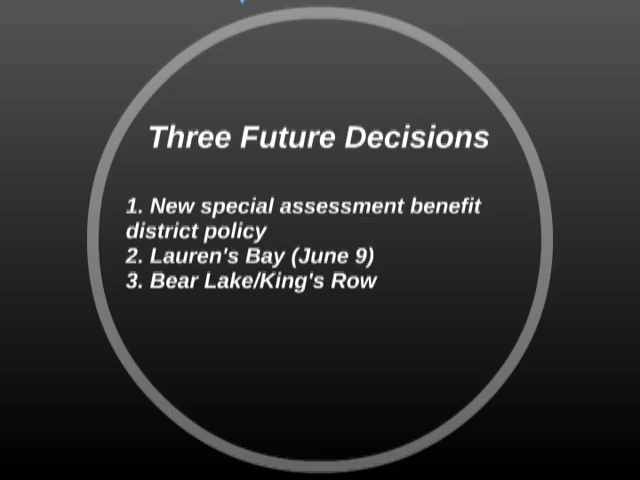 Three Future Decisions
1. New special assessment benefit
district policy
2. Lauren's Bay (June 9)
3. Bear Lake/King's Row